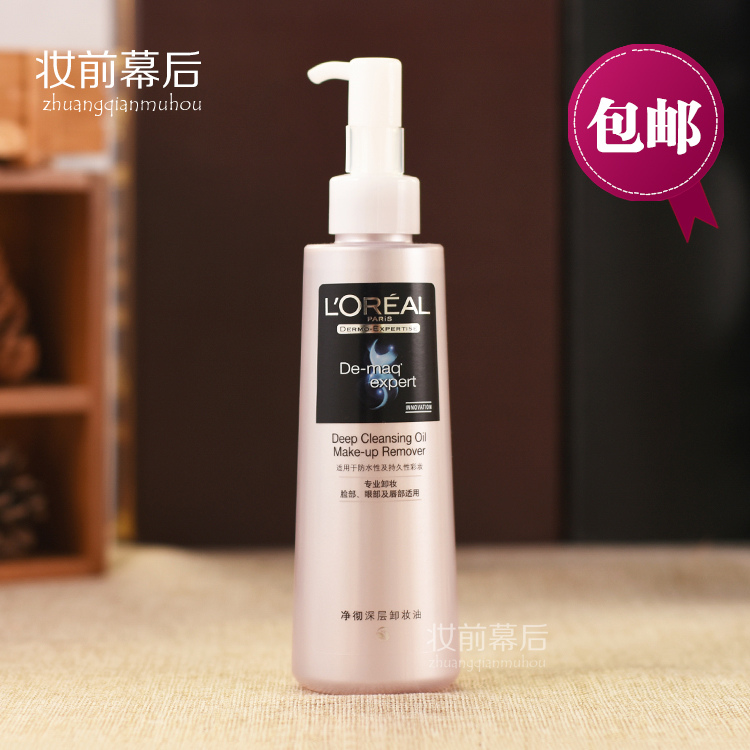 妆前幕后
zhuangqianmuhou
包邮
L'ORÉAL
PARIS
DERMO-EXPERTISE
De-maq'
expert
INNOVATION
Deep Cleansing Oil
Make-up Remover
适用于防水性及持久性彩妆
专业卸妆
脸部、眼部及唇部适用
净彻深层卸妆油
妆前幕后
zhuangqianmuhou